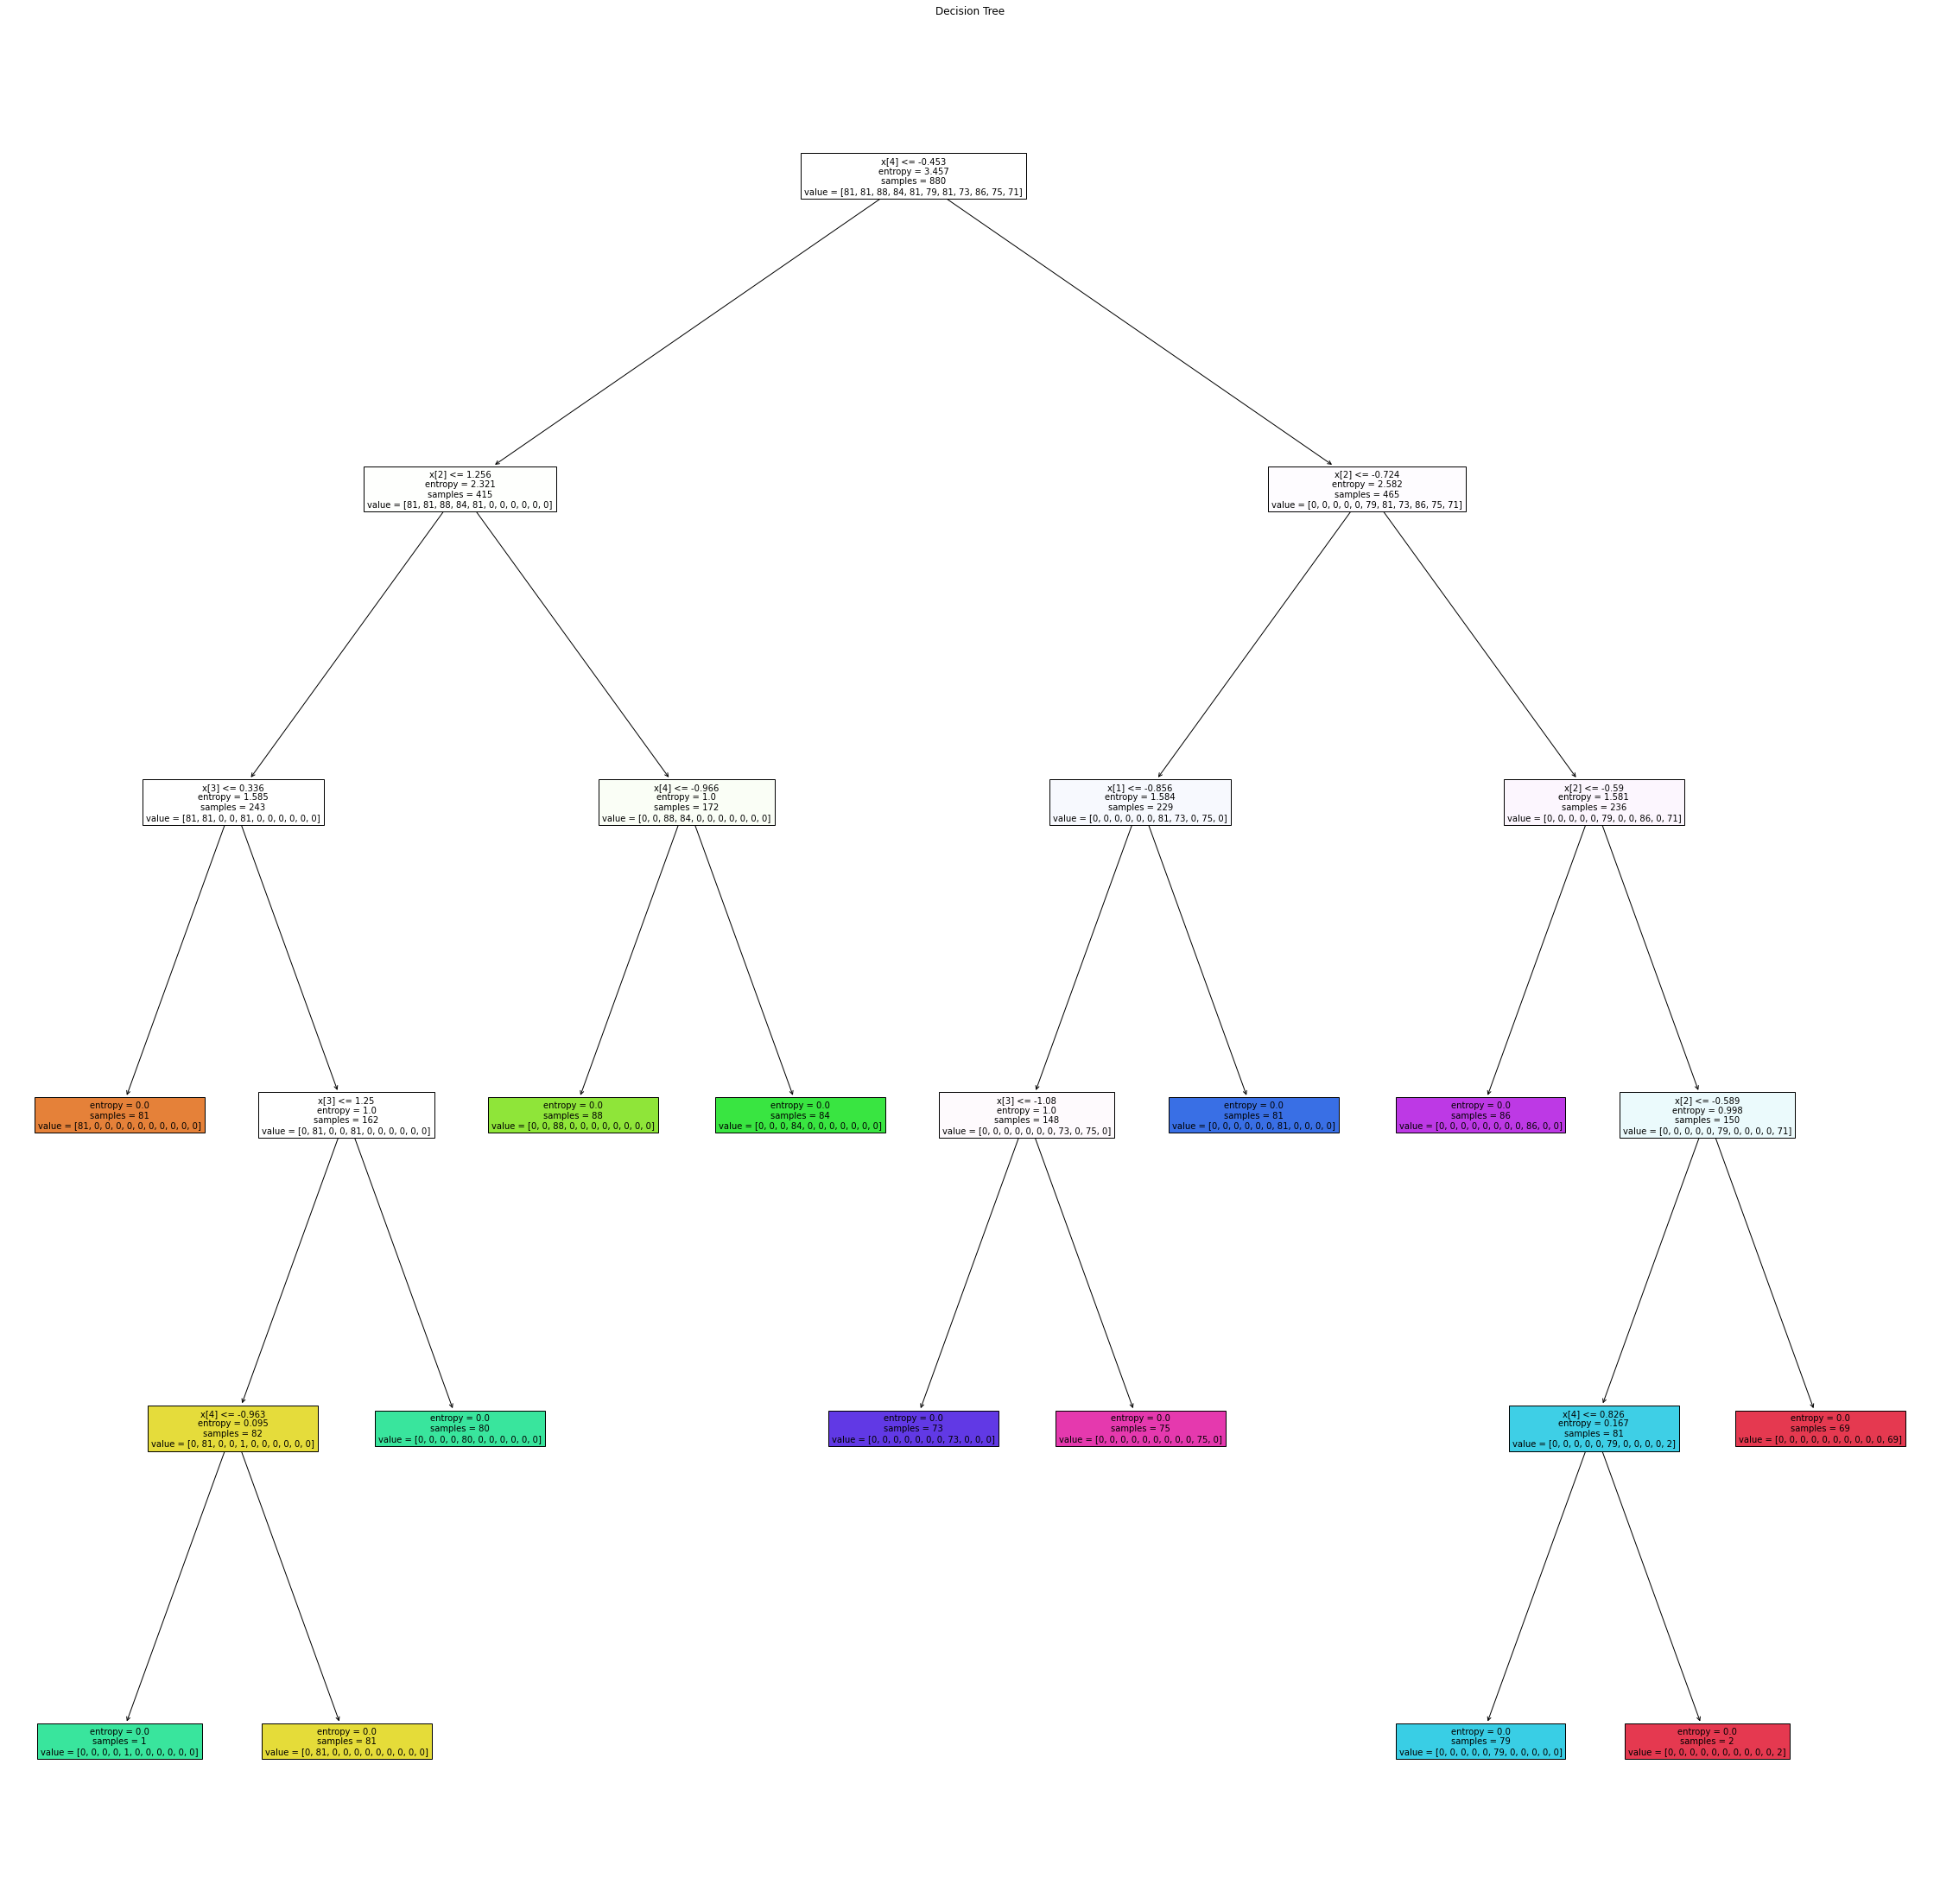 Decision Tree
x[4] <= -0.453
entropy = 3.457
samples = 880
value = [81, 81, 88, 84, 81, 79, 81, 73, 86, 75, 71]
x[2] <= 1.256
entropy = 2.321
samples = 415
value = [81, 81, 88, 84, 81, 0, 0, 0, 0, 0, 0]
x[2] <= -0.724
entropy = 2.582
samples = 465
value = [0, 0, 0, 0, 0, 79, 81, 73, 86, 75, 71]
x[3] <= 0.336
entropy = 1.585
samples = 243
value = [81, 81, 0, 0, 81, 0, 0, 0, 0, 0, 0]
x[4] <= -0.966
entropy = 1.0
samples = 172
value = [0, 0, 88, 84, 0, 0, 0, 0, 0, 0, 0]
x[1] <= -0.856
entropy = 1.584
samples = 229
value = [0, 0, 0, 0, 0, 0, 81, 73, 0, 75, 0]
x[2] <= -0.59
entropy = 1.581
samples = 236
value = [0, 0, 0, 0, 0, 79, 0, 0, 86, 0, 71]
entropy = 0.0
samples = 81
value = [81, 0, 0, 0, 0, 0, 0, 0, 0, 0, 0]
x[3] <= 1.25
entropy = 1.0
samples = 162
value = [0, 81, 0, 0, 81, 0, 0, 0, 0, 0, 0]
entropy = 0.0
samples = 88
value = [0, 0, 88, 0, 0, 0, 0, 0, 0, 0, 0]
entropy = 0.0
samples = 84
value = [0, 0, 0, 84, 0, 0, 0, 0, 0, 0, 0]
x[3] <= -1.08
entropy = 1.0
samples = 148
value = [0, 0, 0, 0, 0, 0, 0, 73, 0, 75, 0]
entropy = 0.0
samples = 81
value = [0, 0, 0, 0, 0, 0, 81, 0, 0, 0, 0]
entropy = 0.0
samples = 86
value = [0, 0, 0, 0, 0, 0, 0, 0, 86, 0, 0]
x[2] <= -0.589
entropy = 0.998
samples = 150
value = [0, 0, 0, 0, 0, 79, 0, 0, 0, 0, 71]
x[4] <= -0.963
entropy = 0.095
samples = 82
value = [0, 81, 0, 0, 1, 0, 0, 0, 0, 0, 0]
entropy = 0.0
samples = 80
value = [0, 0, 0, 0, 80, 0, 0, 0, 0, 0, 0]
entropy = 0.0
samples = 73
value = [0, 0, 0, 0, 0, 0, 0, 73, 0, 0, 0]
entropy = 0.0
samples = 75
value = [0, 0, 0, 0, 0, 0, 0, 0, 0, 75, 0]
x[4] <= 0.826
entropy = 0.167
samples = 81
value = [0, 0, 0, 0, 0, 79, 0, 0, 0, 0, 2]
entropy = 0.0
samples = 69
value = [0, 0, 0, 0, 0, 0, 0, 0, 0, 0, 69]
entropy = 0.0
samples = 1
value = [0, 0, 0, 0, 1, 0, 0, 0, 0, 0, 0]
entropy = 0.0
samples = 81
value = [0, 81, 0, 0, 0, 0, 0, 0, 0, 0, 0]
entropy = 0.0
samples = 79
value = [0, 0, 0, 0, 0, 79, 0, 0, 0, 0, 0]
entropy = 0.0
samples = 2
value = [0, 0, 0, 0, 0, 0, 0, 0, 0, 0, 2]